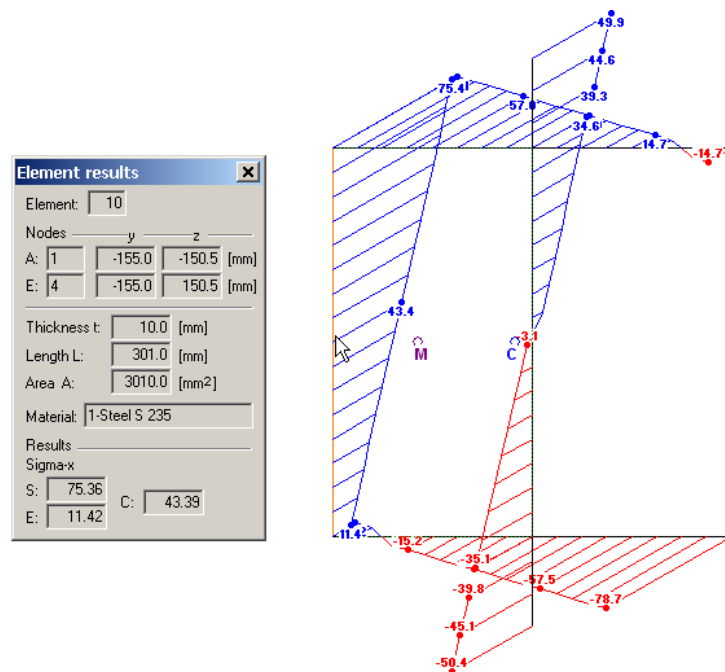 Element results
Element: 10
Nodes y z
A: 1 -155.0 -150.5 [mm]
E: 4 -155.0 150.5 [mm]
Thickness t: 10.0 [mm]
Length L: 301.0 [mm]
Area A: 3010.0 [mm²]
Material: 1-Steel S 235
Results
Sigma-x
S: 75.36
E: 11.42
C: 43.39
49.9
44.6
39.3
75.4
57.0
34.6
14.7
-14.7
43.4
M
C
-3.1
11.4
-15.2
-35.1
-57.5
-78.7
-39.8
-45.1
-50.4